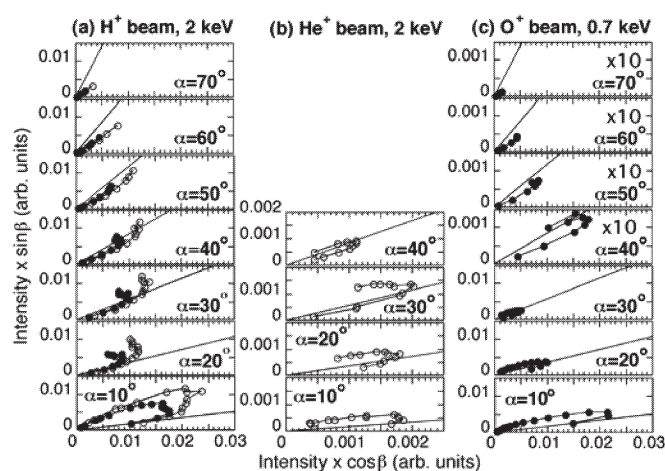 (a) H⁺ beam, 2 keV (b) He⁺ beam, 2 keV (c) O⁺ beam, 0.7 keV
0.01 0 α=70° 0.001 0 x10 α=70°
0.01 0 α=60° 0.001 0 x10 α=60°
0.01 0 α=50° 0.001 0 x10 α=50°
0.01 0 α=40° 0.002 0.001 0 α=40° 0.001 0 x10 α=40°
0.01 0 α=30° 0.001 0 α=30° 0.01 0 α=30°
0.01 0 α=20° 0.001 0 α=20° 0.01 0 α=20°
0.01 0 α=10° 0.001 0 α=10° 0.01 0 α=10°
0 0.01 0.02 0.03 0 0.001 0.002 0 0.01 0.02 0.03
Intensity x sinβ (arb. units)
Intensity x cosβ (arb. units)